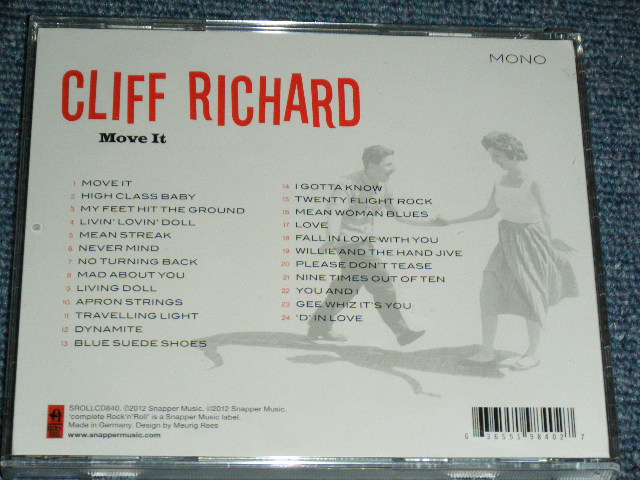 MONO
CLIFF RICHARD
Move It
1 MOVE IT
2 HIGH CLASS BABY
3 MY FEET HIT THE GROUND
4 LIVIN' LOVIN' DOLL
5 MEAN STREAK
6 NEVER MIND
7 NO TURNING BACK
8 MAD ABOUT YOU
9 LIVING DOLL
10 APRON STRINGS
11 TRAVELLING LIGHT
12 DYNAMITE
13 BLUE SUEDE SHOES
14 I GOTTA KNOW
15 TWENTY FLIGHT ROCK
16 MEAN WOMAN BLUES
17 LOVE
18 FALL IN LOVE WITH YOU
19 WILLIE AND THE HAND JIVE
20 PLEASE DON'T TEASE
21 NINE TIMES OUT OF TEN
22 YOU AND I
23 GEE WHIZ IT'S YOU
24 'D' IN LOVE
SROLLCD840. ℗2012 Snapper Music. ©2012 Snapper Music.
'complete Rock'n'Roll' is a Snapper Music label.
Made in Germany. Design by Meurig Rees
www.snappermusic.com
6 36551 98402 7